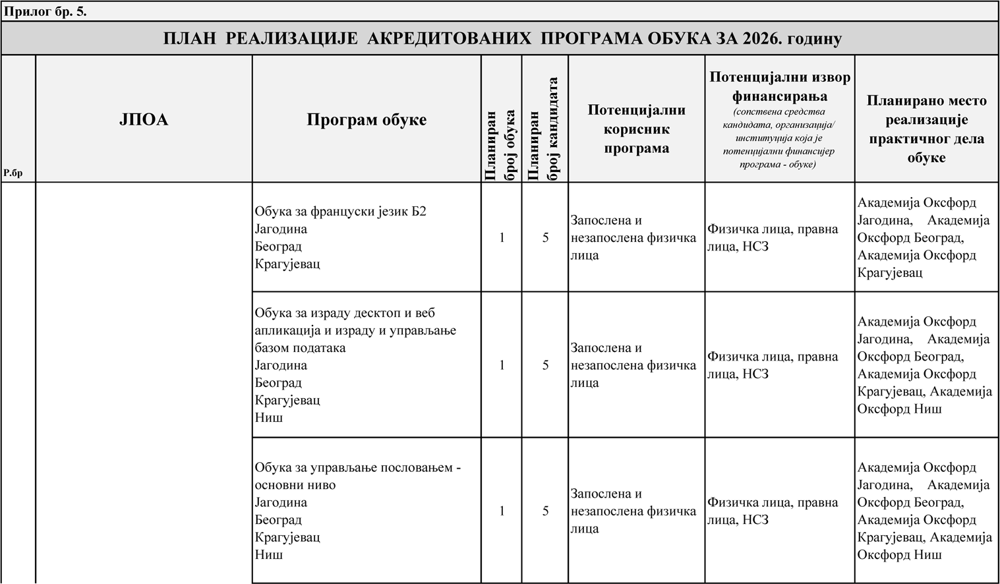 Прилог бр. 5.
ПЛАН РЕАЛИЗАЦИЈЕ АКРЕДИТОВАНИХ ПРОГРАМА ОБУКА ЗА 2026. годину
Р.бр
ЈПОА
Програм обуке
Планиран
број обука
Планиран
број кандидата
Потенцијални
корисник
програма
Потенцијални извор
финансирања
(сопствена средства
кандидата, организација/
институција која је
потенцијални финансијер
програма - обуке)
Планирано место
реализације
практичног дела
обуке
Обука за француски језик Б2
Јагодина
Београд
Крагујевац
1
5
Запослена и
незапослена физичка
лица
Физичка лица, правна
лица, НСЗ
Академија Оксфорд
Јагодина, Академија
Оксфорд Београд,
Академија Оксфорд
Крагујевац
Обука за израду десктоп и веб
апликација и израду и управљање
базом података
Јагодина
Београд
Крагујевац
Ниш
1
5
Запослена и
незапослена физичка
лица
Физичка лица, правна
лица, НСЗ
Академија Оксфорд
Јагодина, Академија
Оксфорд Београд,
Академија Оксфорд
Крагујевац, Академија
Оксфорд Ниш
Обука за управљање пословањем -
основни ниво
Јагодина
Београд
Крагујевац
Ниш
1
5
Запослена и
незапослена физичка
лица
Физичка лица, правна
лица, НСЗ
Академија Оксфорд
Јагодина, Академија
Оксфорд Београд,
Академија Оксфорд
Крагујевац, Академија
Оксфорд Ниш